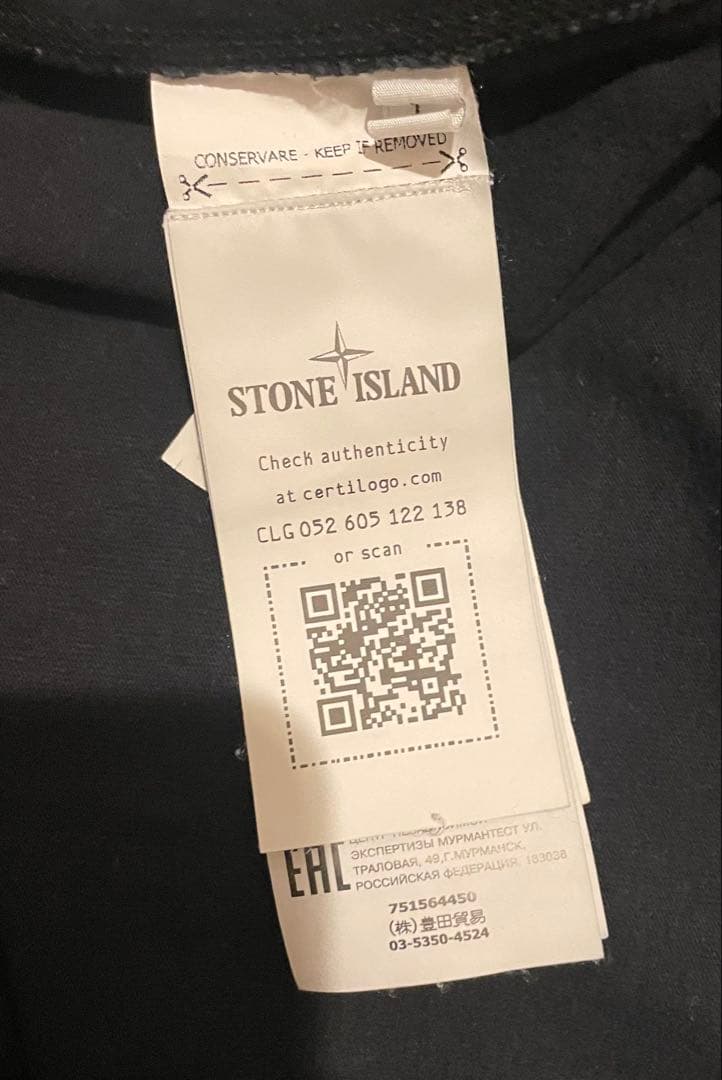 CONSERVARE - KEEP IF REMOVED
STONE ISLAND
Check authenticity
at certilogo.com
CLG 052 605 122 138
or scan
EAC
ЭКСПЕРТИЗЫ МУРМАНТЕСТ УЛ.
ТРАЛОВАЯ, 49,Г.МУРМАНСК,
РОССИЙСКАЯ ФЕДЕРАЦИЯ, 183038
751564450
(株)豊田貿易
03-5350-4524